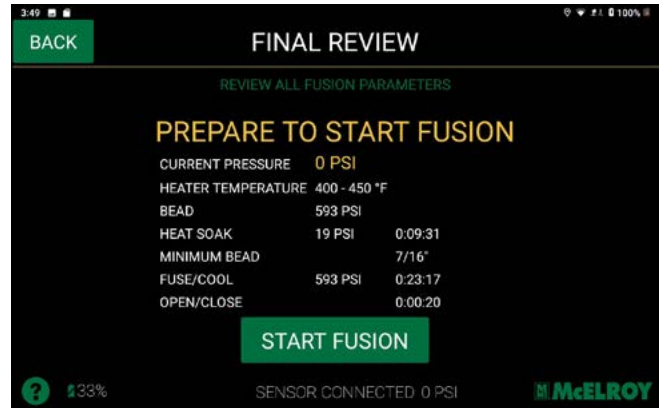 3:49 100%
BACK FINAL REVIEW
REVIEW ALL FUSION PARAMETERS
PREPARE TO START FUSION
CURRENT PRESSURE 0 PSI
HEATER TEMPERATURE 400 - 450 °F
BEAD 593 PSI
HEAT SOAK 19 PSI 0:09:31
MINIMUM BEAD 7/16"
FUSE/COOL 593 PSI 0:23:17
OPEN/CLOSE 0:00:20
START FUSION
? 33% SENSOR CONNECTED 0 PSI M McELROY